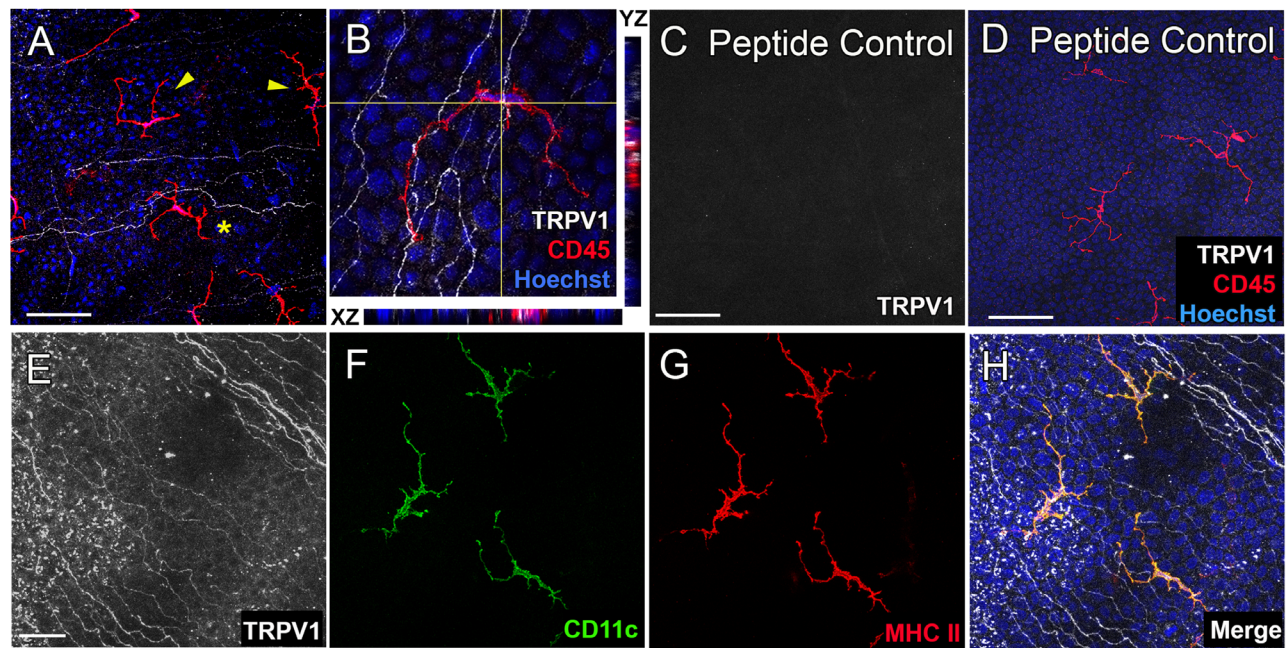 A
B
YZ
TRPV1
CD45
Hoechst
XZ
C Peptide Control
TRPV1
D Peptide Control
TRPV1
CD45
Hoechst
E
TRPV1
F
CD11c
G
MHC II
H
Merge
*